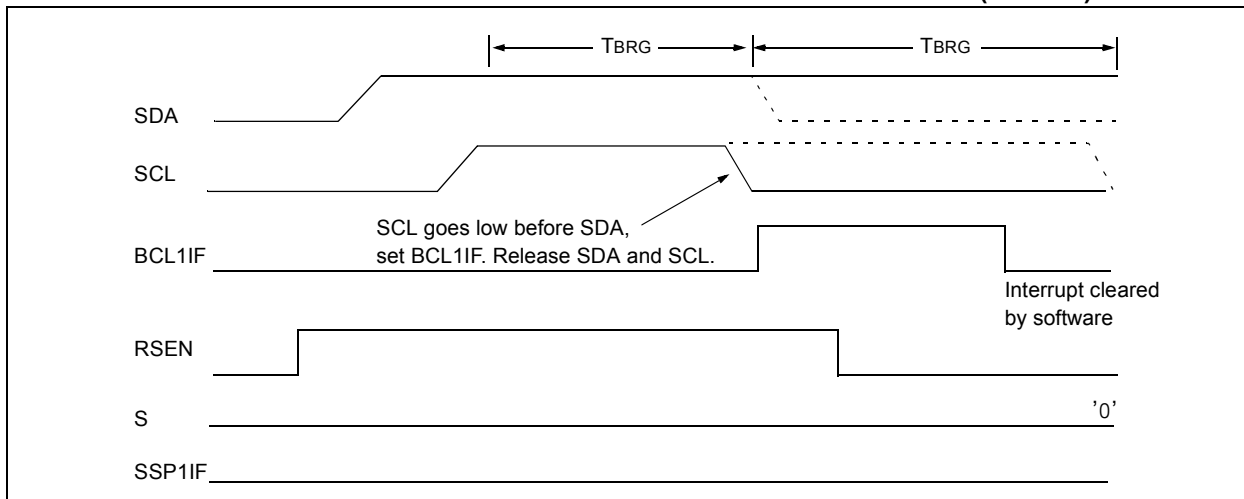 TBRG TBRG
SDA
SCL
SCL goes low before SDA,
set BCL1IF. Release SDA and SCL.
BCL1IF
Interrupt cleared
by software
RSEN
S '0'
SSP1IF